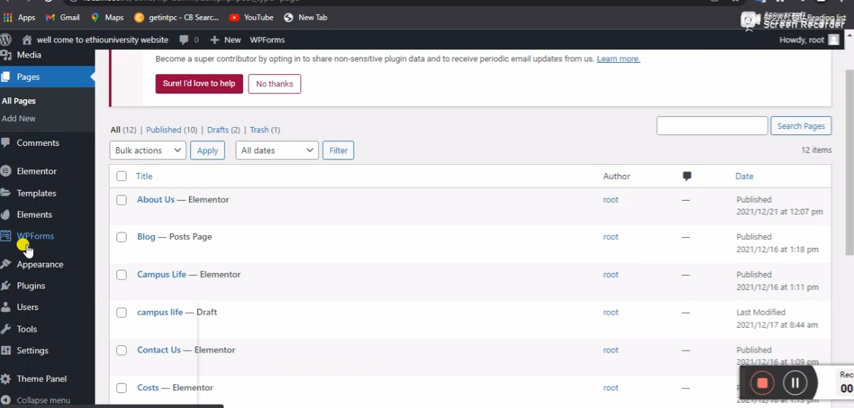 Apps Gmail Maps getintpc - CB Searc... YouTube New Tab Reading list
Screen Recorder
well come to ethiouniversity website 0 + New WPForms Howdy, root
Media
Pages
All Pages
Add New
Comments
Elementor
Templates
Elements
WPForms
Appearance
Plugins
Users
Tools
Settings
Theme Panel
Collapse menu
Become a super contributor by opting in to share non-sensitive plugin data and to receive periodic email updates from us. Learn more.
Sure! I'd love to help No thanks
All (12) | Published (10) | Drafts (2) | Trash (1)
Search Pages
Bulk actions Apply All dates Filter 12 items
Title Author Date
About Us — Elementor root — Published
2021/12/21 at 12:07 pm
Blog — Posts Page root — Published
2021/12/16 at 1:18 pm
Campus Life — Elementor root — Published
2021/12/16 at 1:11 pm
campus life — Draft root — Last Modified
2021/12/17 at 8:44 am
Contact Us — Elementor root — Published
2021/12/16 at 1:09 pm
Costs — Elementor root —
Rec
00